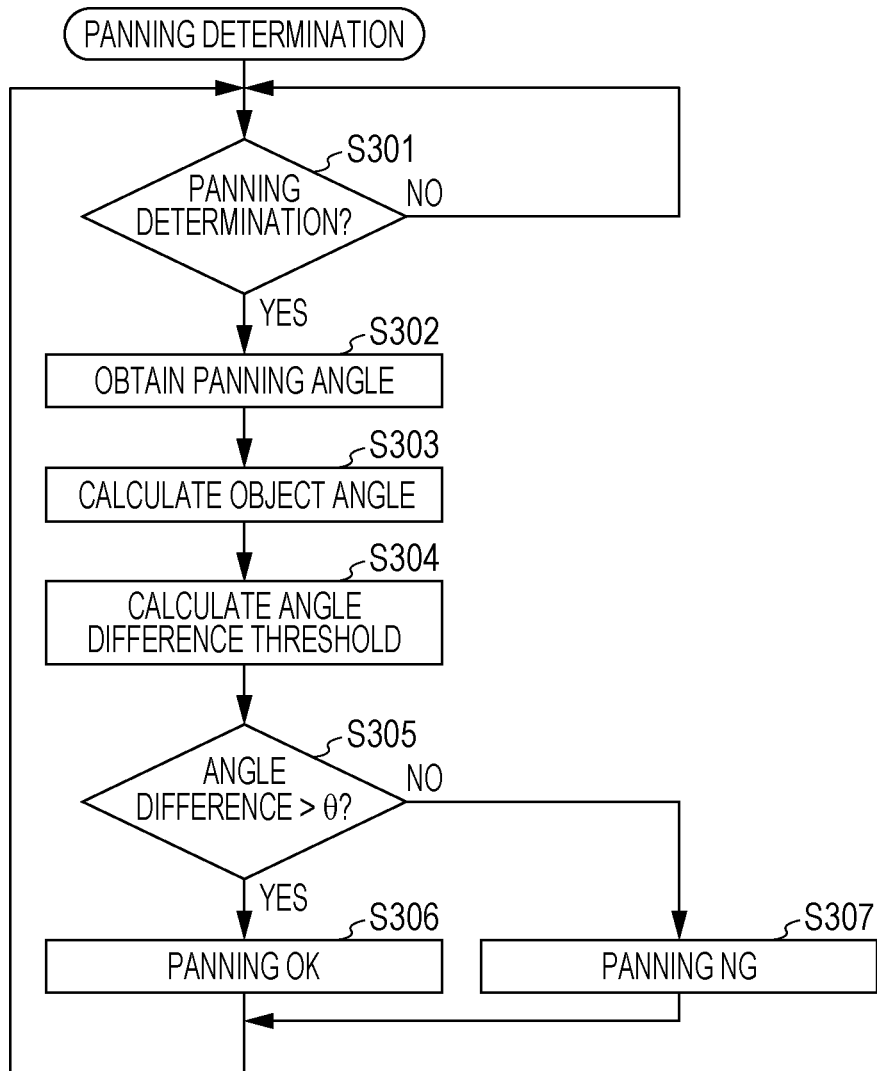 PANNING DETERMINATION
S301
PANNING
DETERMINATION?
NO
YES
S302
OBTAIN PANNING ANGLE
S303
CALCULATE OBJECT ANGLE
S304
CALCULATE ANGLE
DIFFERENCE THRESHOLD
S305
ANGLE
DIFFERENCE > θ?
NO
YES
S306
PANNING OK
S307
PANNING NG